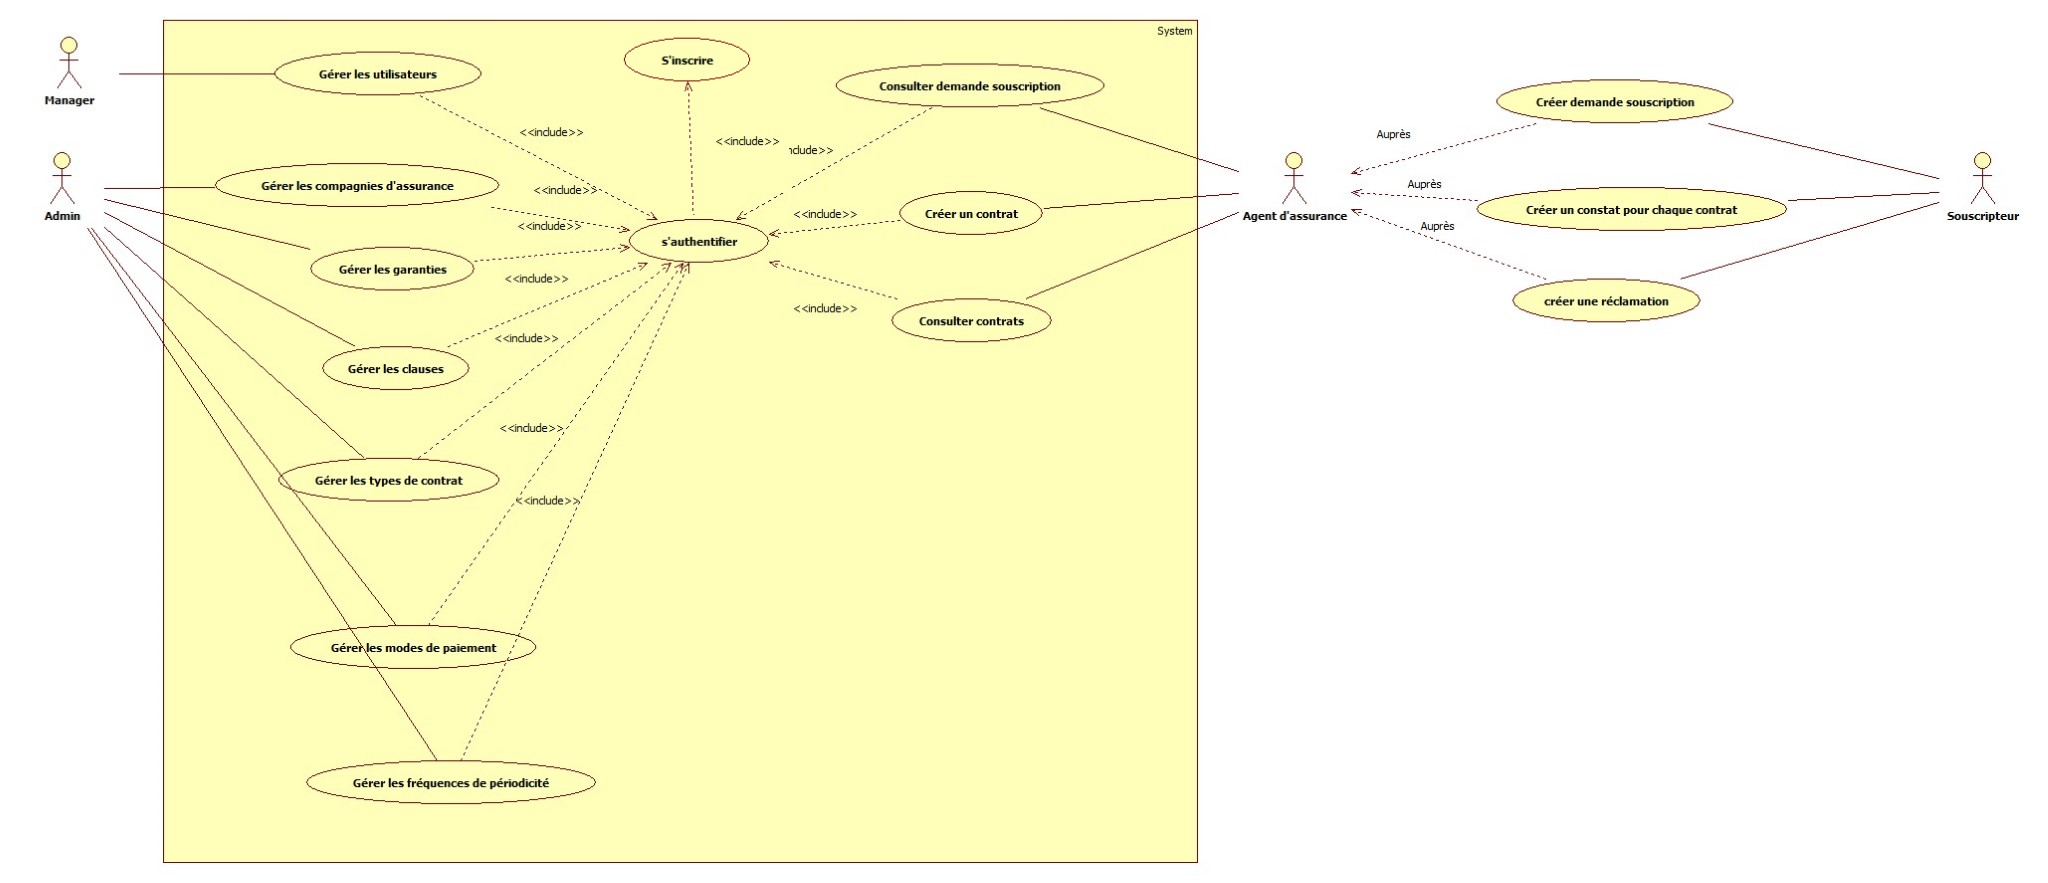 System
Manager
Gérer les utilisateurs
S'inscrire
Consulter demande souscription
Créer demande souscription
<<include>>
<<include>>
nclude>>
Auprès
Admin
Gérer les compagnies d'assurance
<<include>>
Créer un contrat
<<include>>
Agent d'assurance
Auprès
Créer un constat pour chaque contrat
Souscripteur
<<include>>
s'authentifier
Auprès
Gérer les garanties
<<include>>
<<include>>
Consulter contrats
créer une réclamation
Gérer les clauses
<<include>>
Gérer les types de contrat
<<include>>
<<include>>
Gérer les modes de paiement
Gérer les fréquences de périodicité